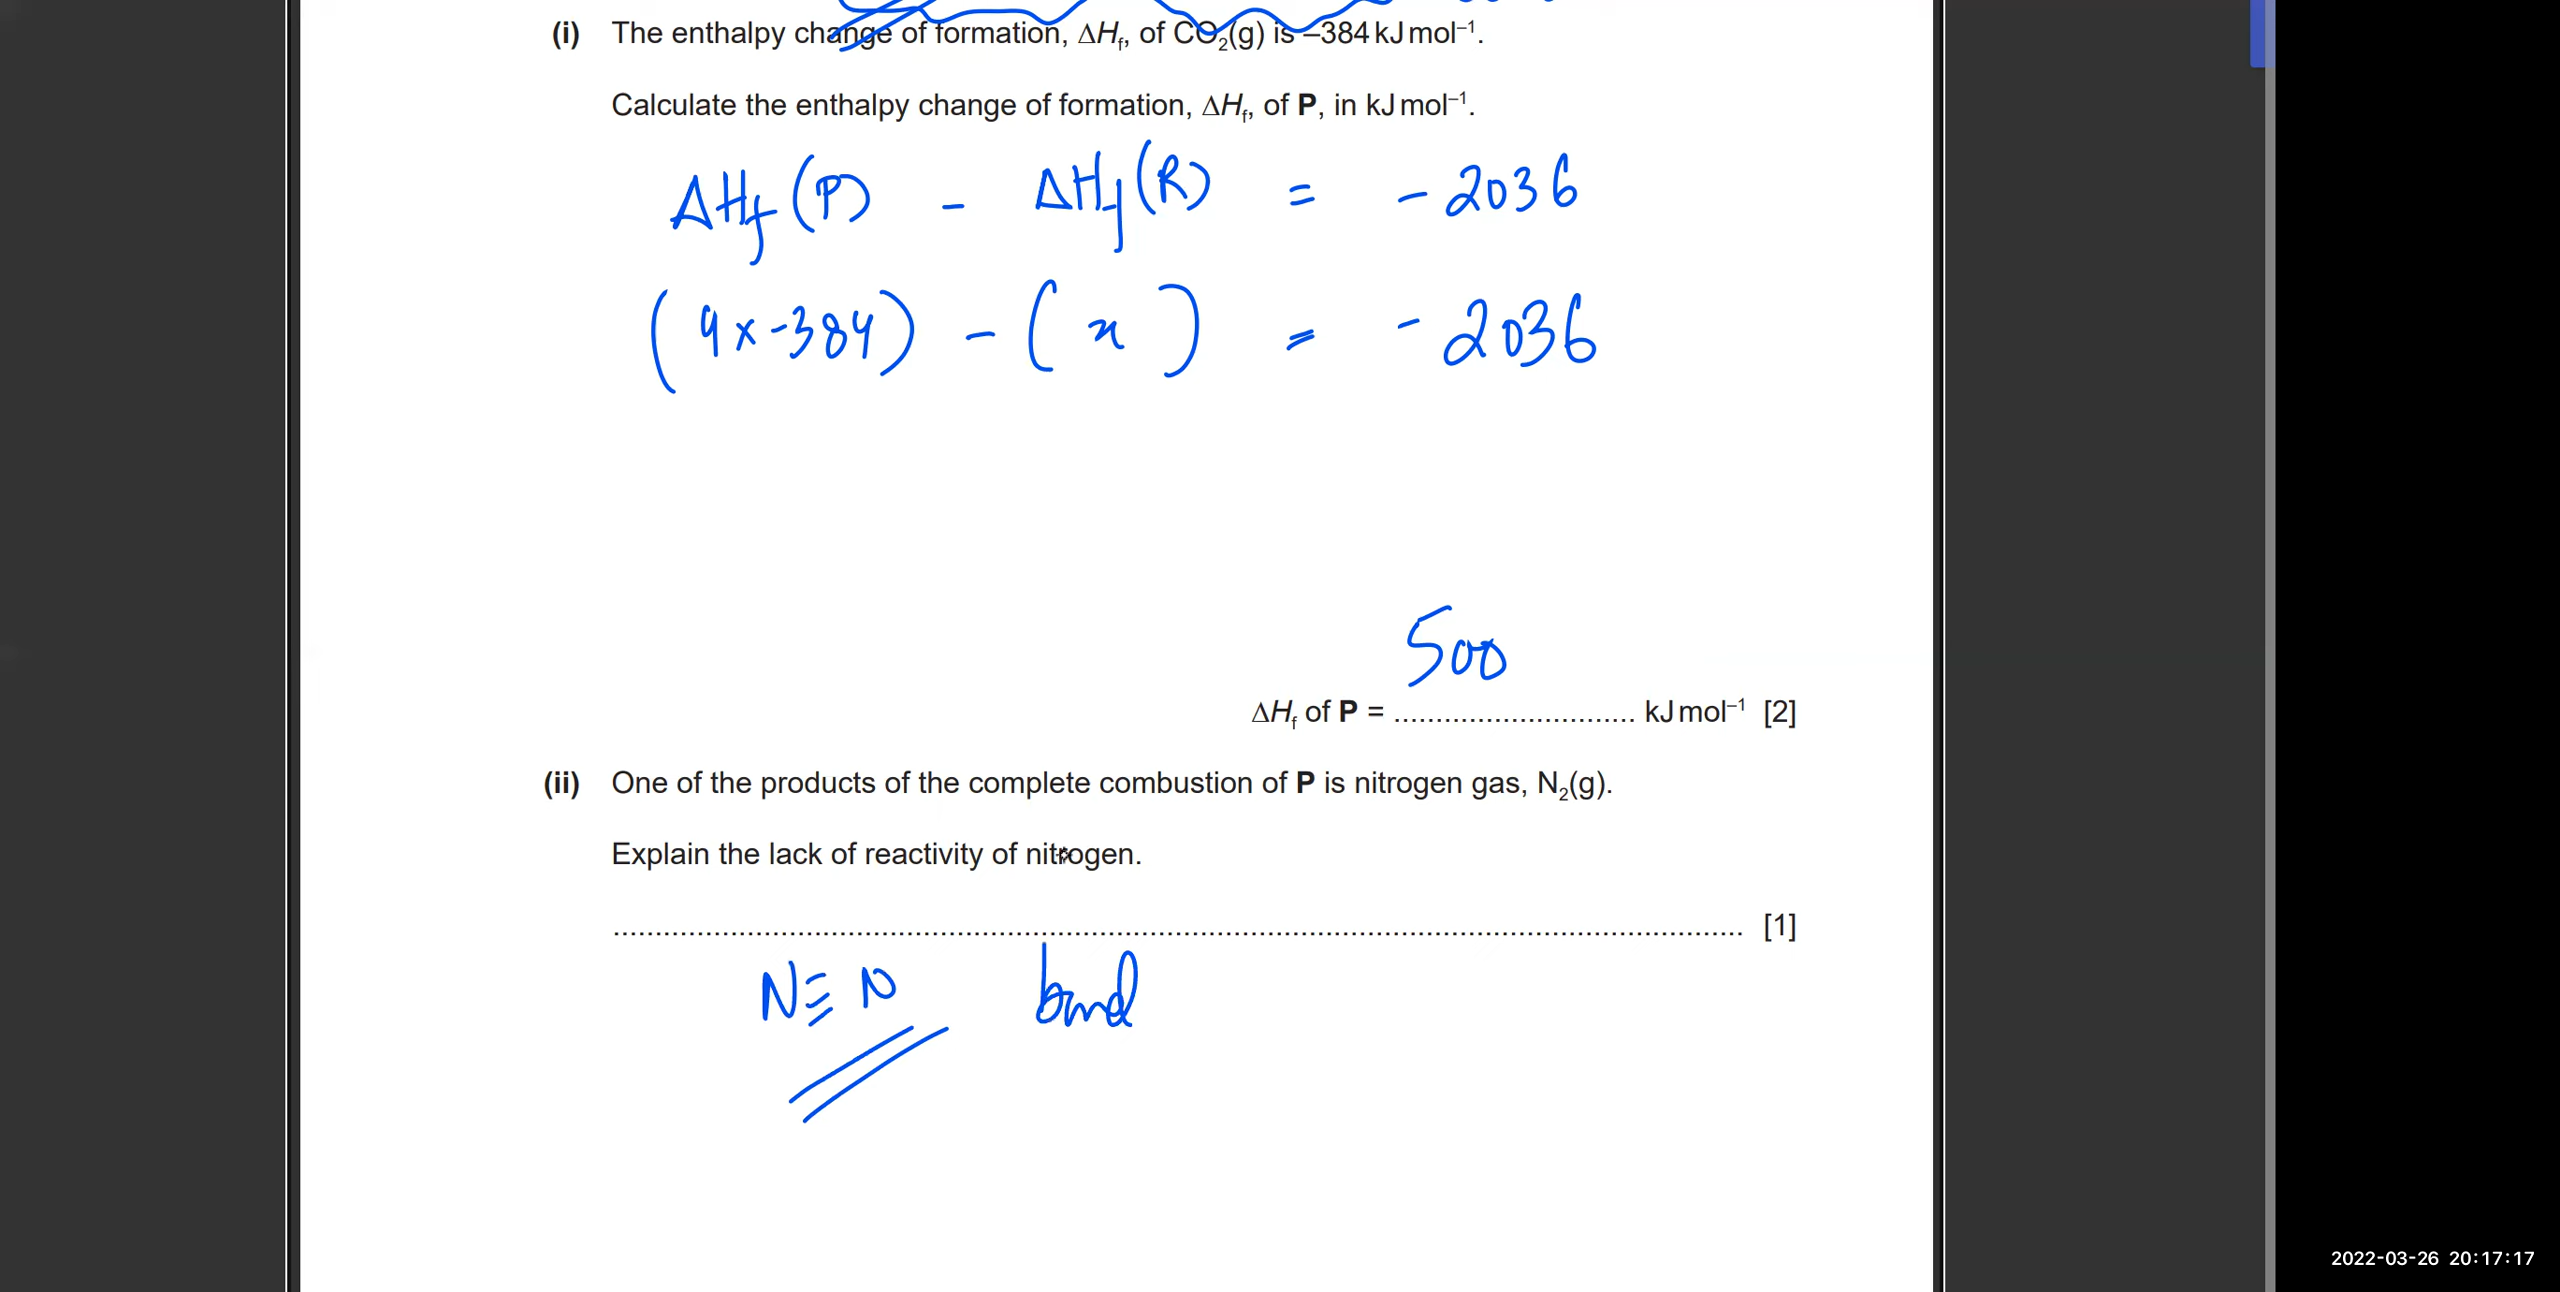 (i) The enthalpy change of formation, ΔHf, of CO₂(g) is –384 kJ mol⁻¹.
Calculate the enthalpy change of formation, ΔHf, of P, in kJ mol⁻¹.
ΔHf (P) - ΔHf (R) = - 2036
(4x-384) - (x) = - 2036
500
ΔHf of P = .............................. kJ mol⁻¹ [2]
(ii) One of the products of the complete combustion of P is nitrogen gas, N₂(g).
Explain the lack of reactivity of nitrogen.
.................................................................................................................................. [1]
N≡N bond
2022-03-26 20:17:17